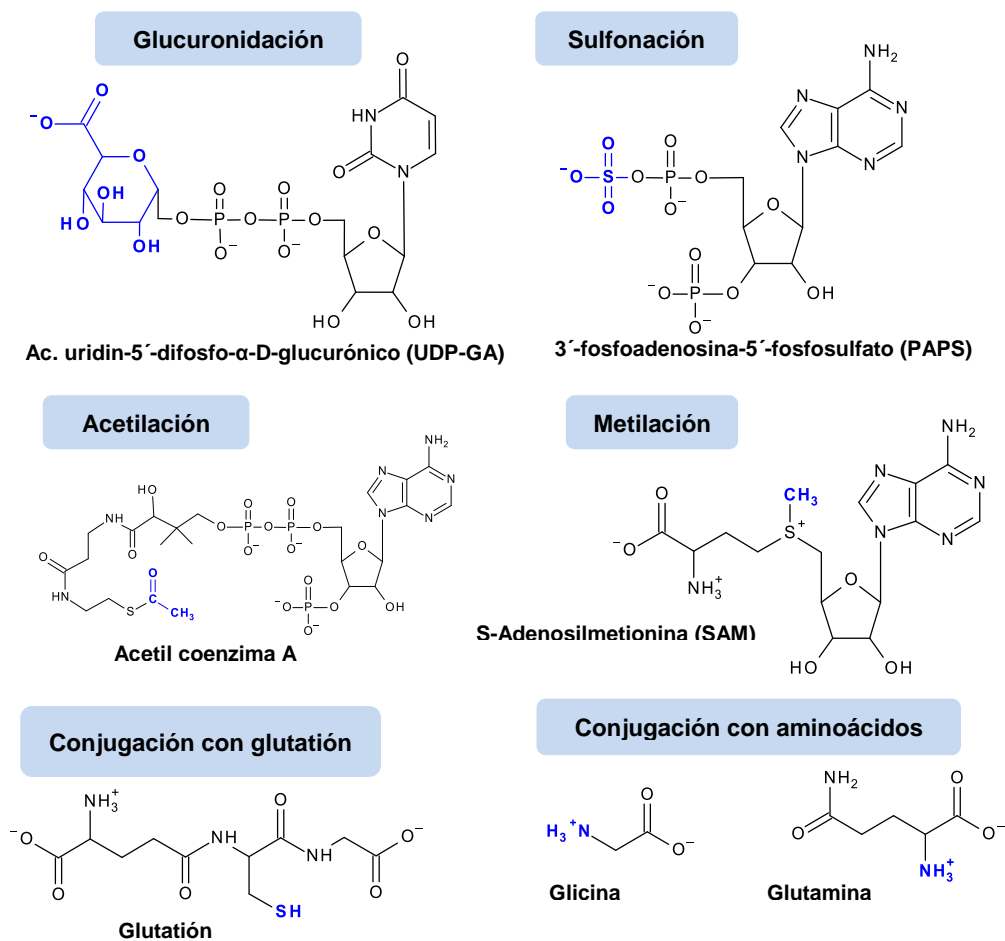 Glucuronidación
Sulfonación
Ac. uridin-5´-difosfo-α-D-glucurónico (UDP-GA)
3´-fosfoadenosina-5´-fosfosulfato (PAPS)
Acetilación
Metilación
Acetil coenzima A
S-Adenosilmetionina (SAM)
Conjugación con glutatión
Conjugación con aminoácidos
Glutatión
Glicina
Glutamina